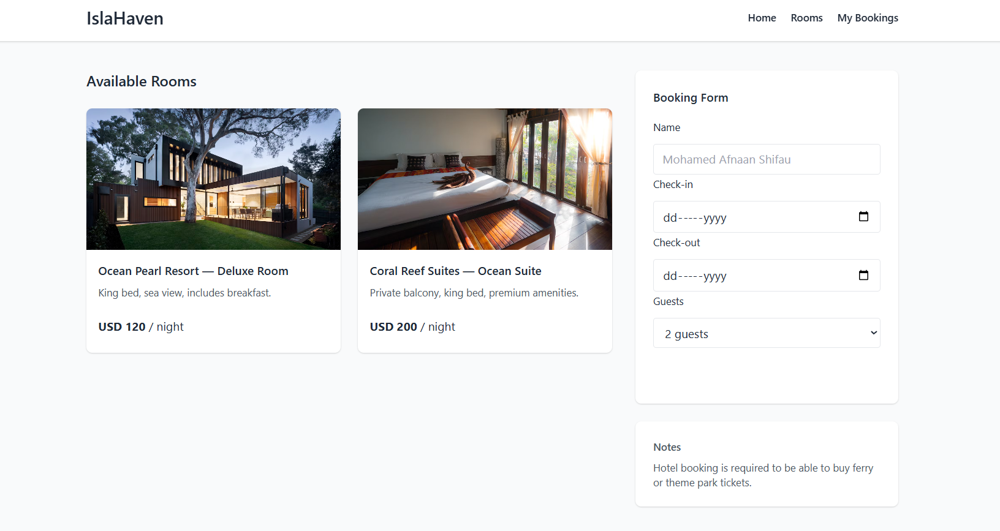 IslaHaven
Home
Rooms
My Bookings
Available Rooms
Ocean Pearl Resort — Deluxe Room
King bed, sea view, includes breakfast.
USD 120 / night
Coral Reef Suites — Ocean Suite
Private balcony, king bed, premium amenities.
USD 200 / night
Booking Form
Name
Mohamed Afnaan Shifau
Check-in
dd-----yyyy
Check-out
dd-----yyyy
Guests
2 guests
Notes
Hotel booking is required to be able to buy ferry
or theme park tickets.